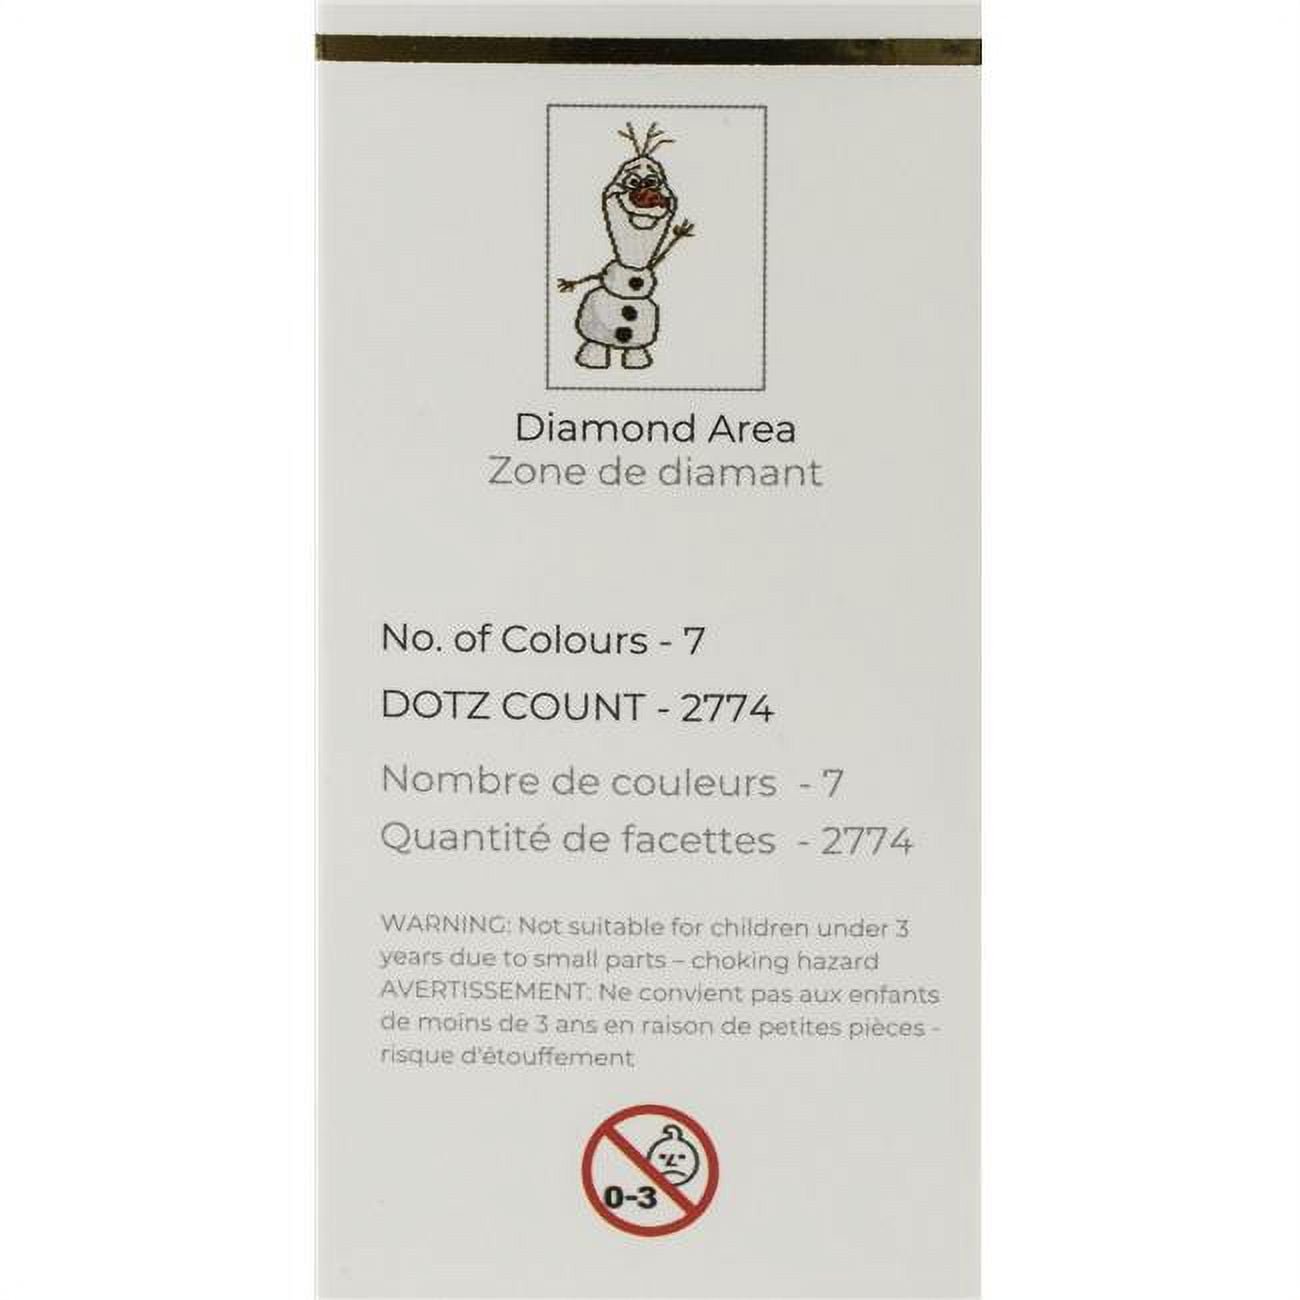 Diamond Area
Zone de diamant
No. of Colours - 7
DOTZ COUNT - 2774
Nombre de couleurs - 7
Quantité de facettes - 2774
WARNING: Not suitable for children under 3
years due to small parts – choking hazard
AVERTISSEMENT: Ne convient pas aux enfants
de moins de 3 ans en raison de petites pièces -
risque d'étouffement
0-3